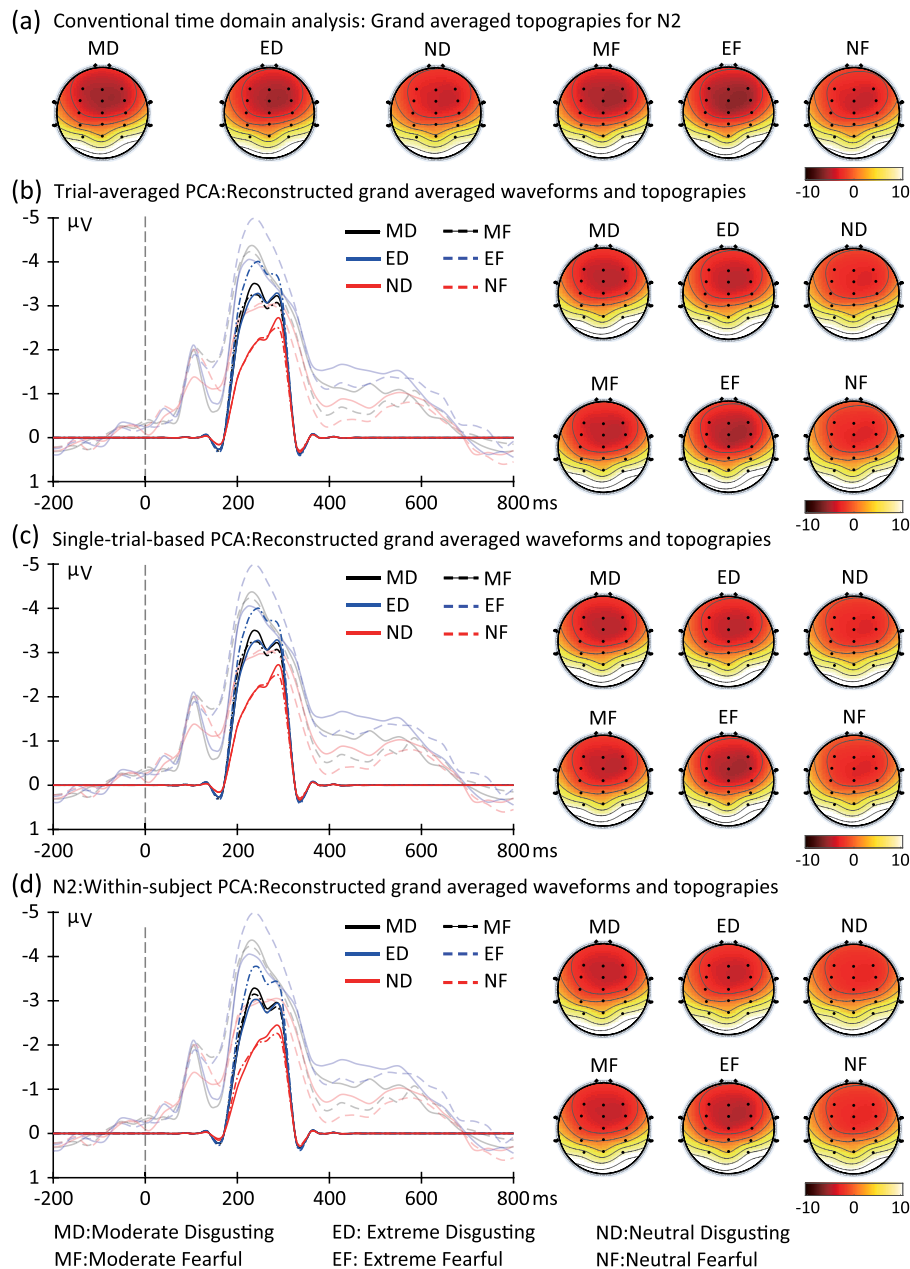 (a) Conventional time domain analysis: Grand averaged topograpies for N2
MD ED ND MF EF NF
-10 0 10
(b) Trial-averaged PCA:Reconstructed grand averaged waveforms and topograpies
-5 μV
-4
-3
-2
-1
0
1
MD MF
ED EF
ND NF
-200 0 200 400 600 800 ms
MD ED ND
MF EF NF
-10 0 10
(c) Single-trial-based PCA:Reconstructed grand averaged waveforms and topograpies
-5 μV
-4
-3
-2
-1
0
1
MD MF
ED EF
ND NF
-200 0 200 400 600 800 ms
MD ED ND
MF EF NF
-10 0 10
(d) N2:Within-subject PCA:Reconstructed grand averaged waveforms and topograpies
-5 μV
-4
-3
-2
-1
0
1
MD MF
ED EF
ND NF
-200 0 200 400 600 800 ms
MD ED ND
MF EF NF
-10 0 10
MD:Moderate Disgusting ED: Extreme Disgusting ND:Neutral Disgusting
MF:Moderate Fearful EF: Extreme Fearful NF:Neutral Fearful